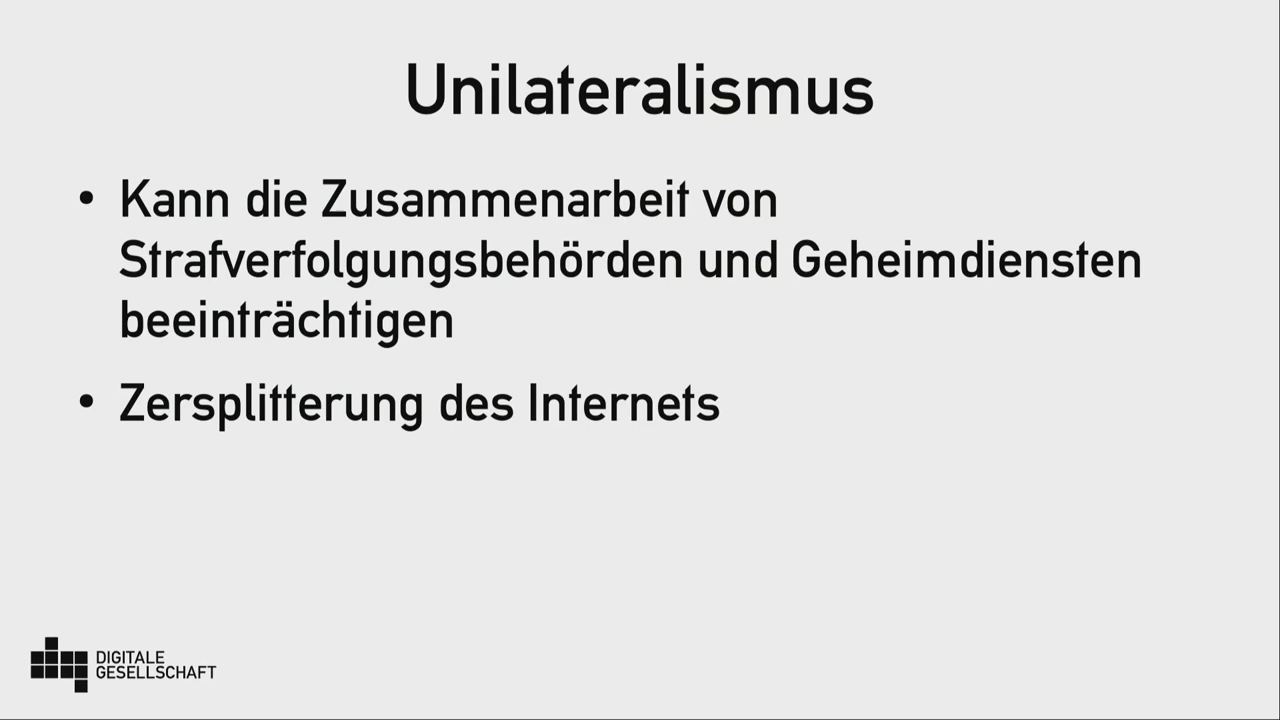 Unilateralismus
• Kann die Zusammenarbeit von
Strafverfolgungsbehörden und Geheimdiensten
beeinträchtigen
• Zersplitterung des Internets
DIGITALE
GESELLSCHAFT